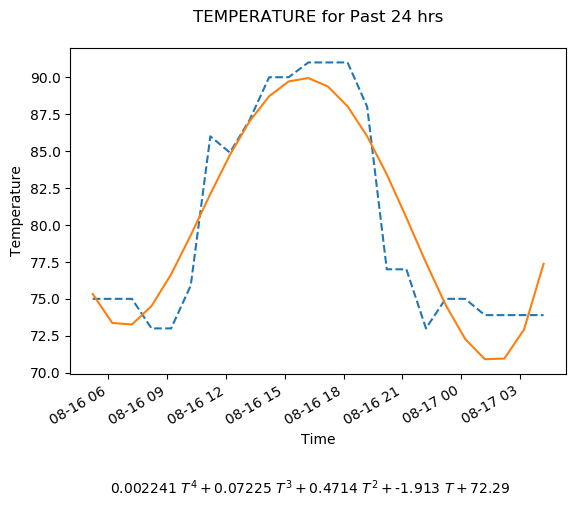 TEMPERATURE for Past 24 hrs
90.0
87.5
85.0
82.5
80.0
77.5
75.0
72.5
70.0
Temperature
08-16 06 08-16 09 08-16 12 08-16 15 08-16 18 08-16 21 08-17 00 08-17 03
Time
0.002241 T⁴ + 0.07225 T³ + 0.4714 T² + -1.913 T + 72.29